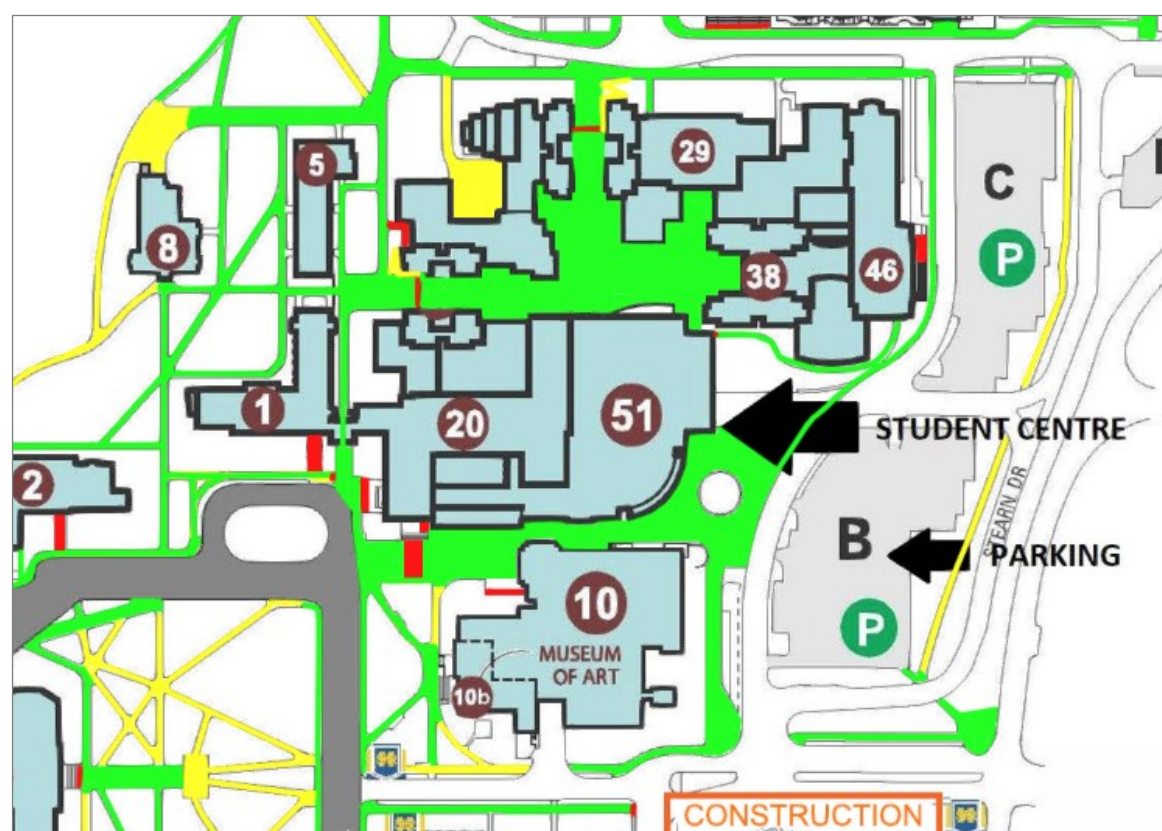 5
29
C
8
P
38
46
1
20
51
STUDENT CENTRE
2
B
STEARN DR
PARKING
10
P
MUSEUM
OF ART
10b
CONSTRUCTION